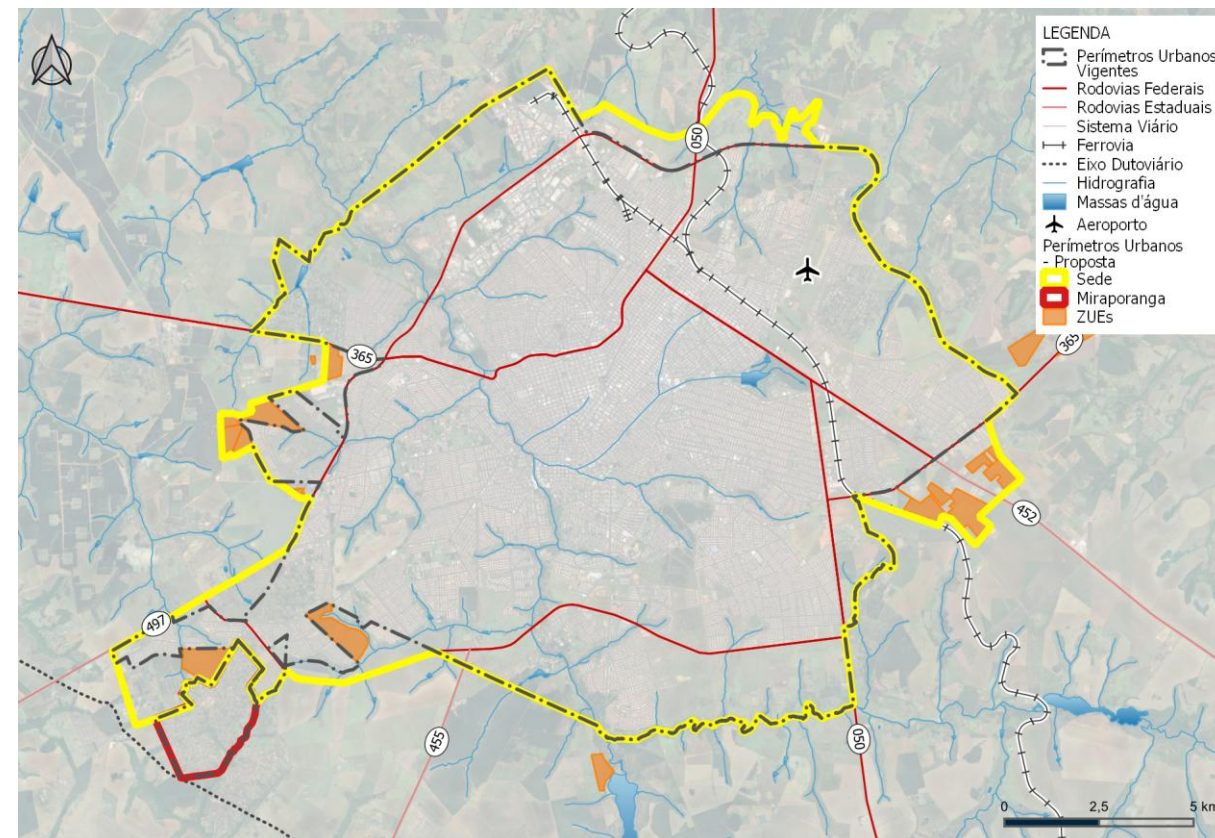 LEGENDA
Perímetros Urbanos
Vigentes
Rodovias Federais
Rodovias Estaduais
Sistema Viário
Ferrovia
Eixo Dutoviário
Hidrografia
Massas d'água
Aeroporto
Perímetros Urbanos
- Proposta
Sede
Miraporanga
ZUEs
050
365
365
452
497
455
050
0 2,5 5 km